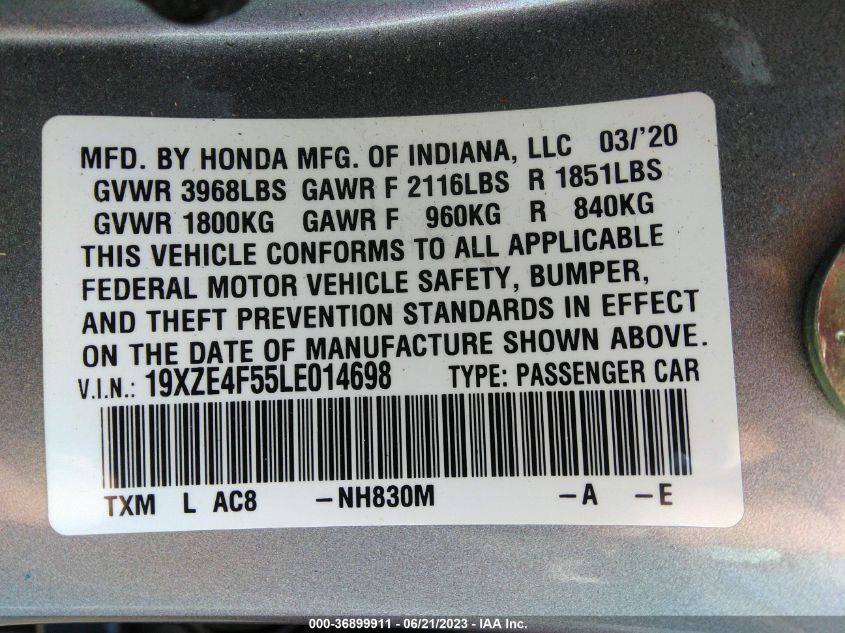 MFD. BY HONDA MFG. OF INDIANA, LLC 03/'20
GVWR 3968LBS GAWR F 2116LBS R 1851LBS
GVWR 1800KG GAWR F 960KG R 840KG
THIS VEHICLE CONFORMS TO ALL APPLICABLE
FEDERAL MOTOR VEHICLE SAFETY, BUMPER,
AND THEFT PREVENTION STANDARDS IN EFFECT
ON THE DATE OF MANUFACTURE SHOWN ABOVE.
V.I.N.: 19XZE4F55LE014698 TYPE: PASSENGER CAR
TXM L AC8 -NH830M -A -E
000-36899911 - 06/21/2023 - IAA Inc.